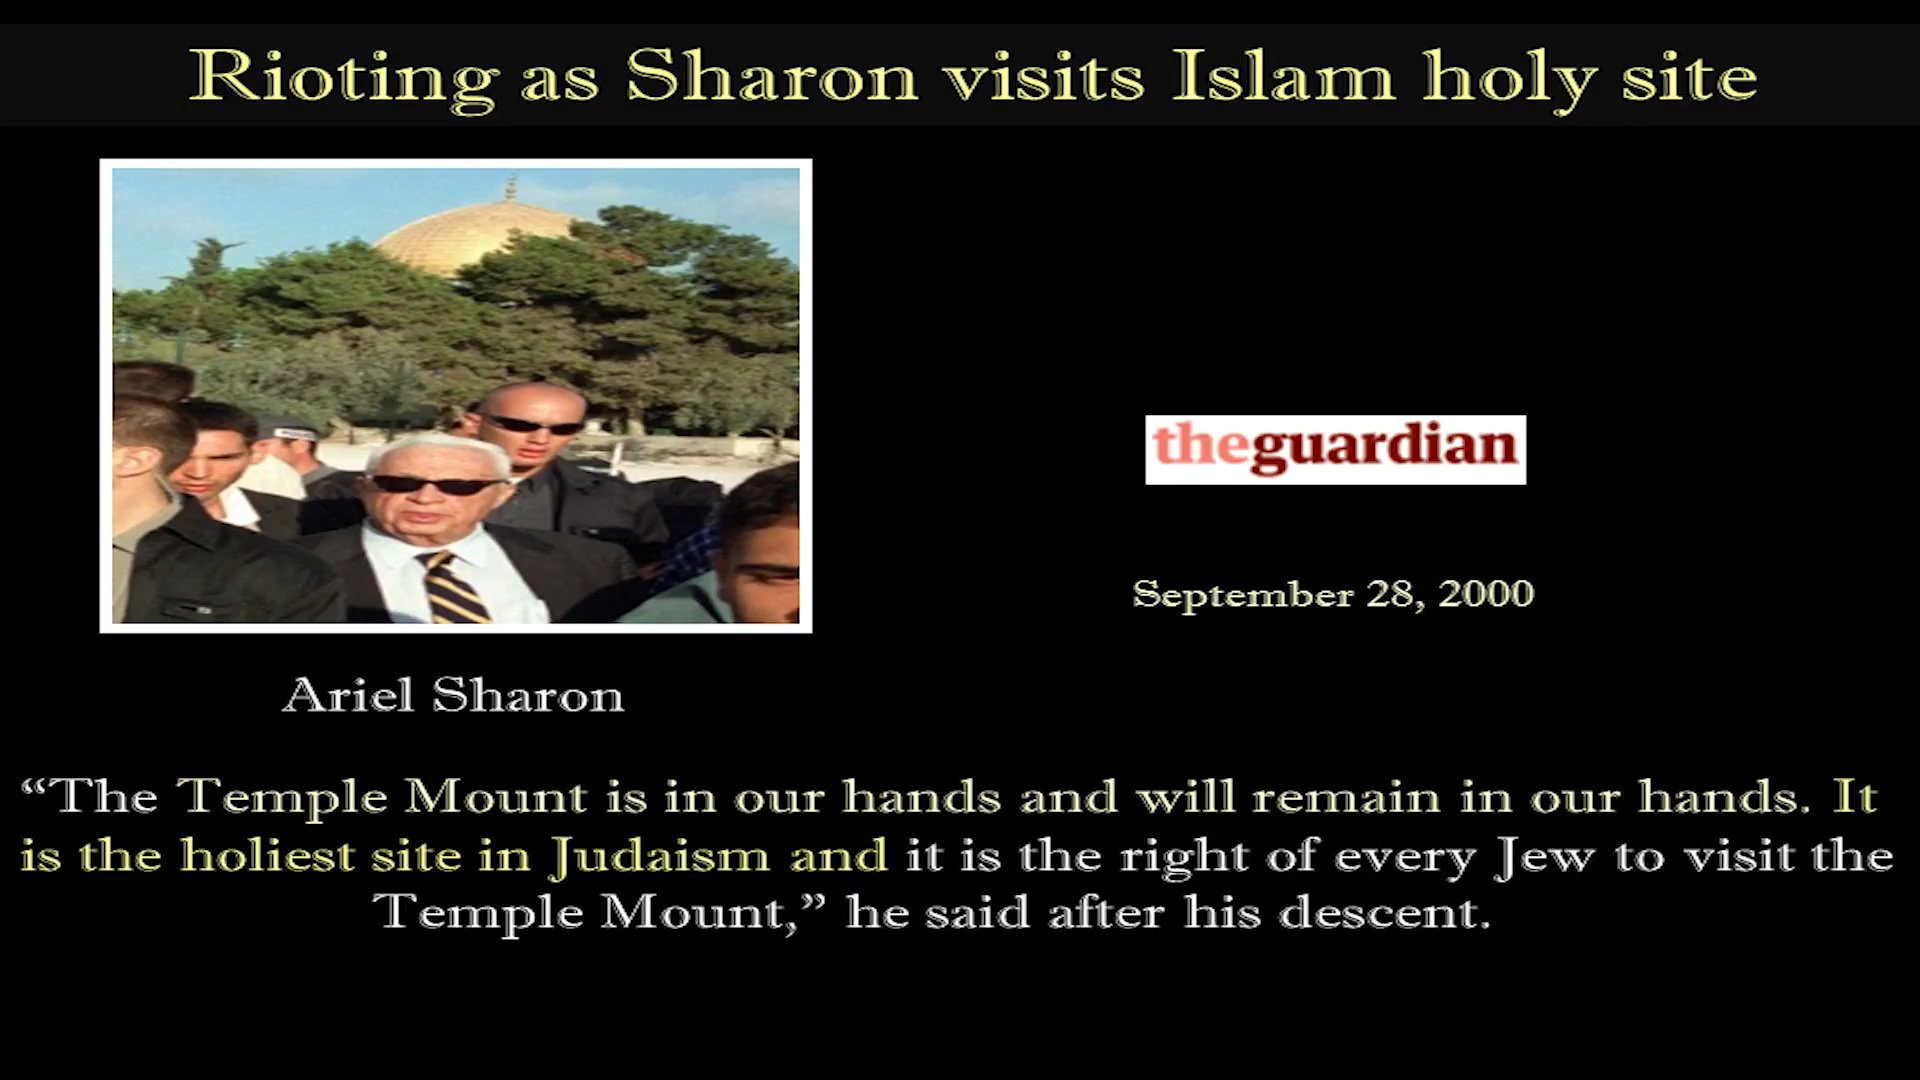 Rioting as Sharon visits Islam holy site
theguardian
September 28, 2000
Ariel Sharon
“The Temple Mount is in our hands and will remain in our hands. It
is the holiest site in Judaism and it is the right of every Jew to visit the
Temple Mount,” he said after his descent.